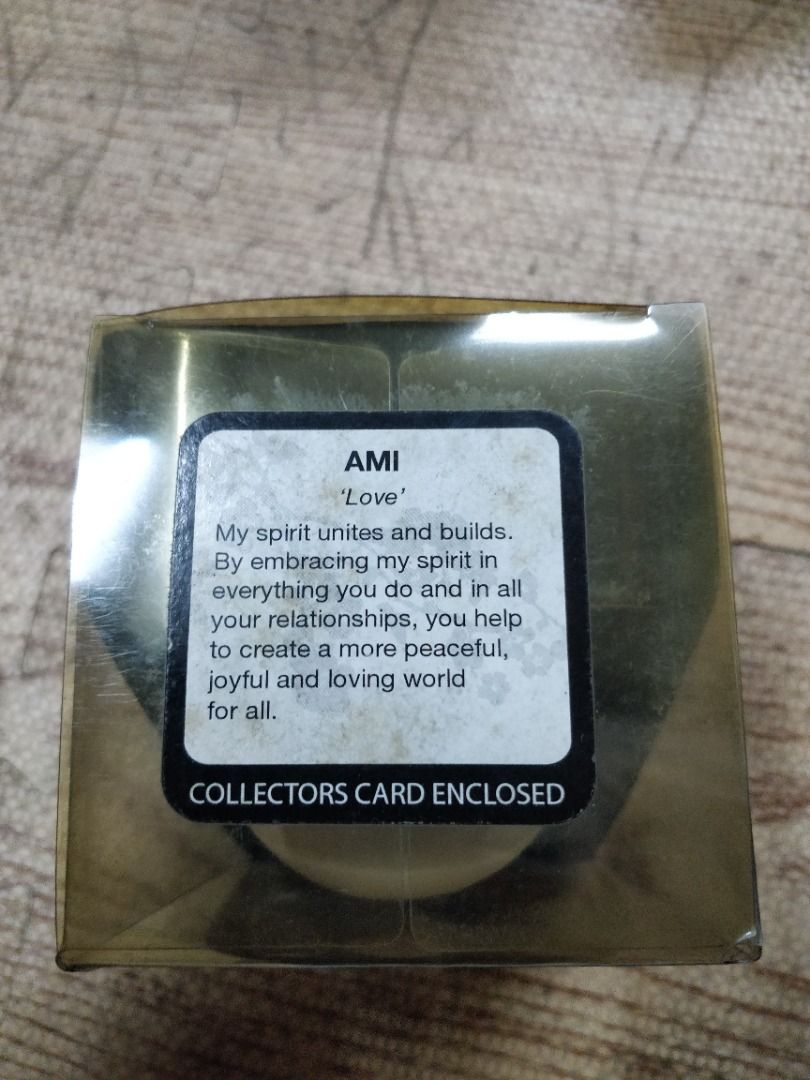 AMI
‘Love’
My spirit unites and builds.
By embracing my spirit in
everything you do and in all
your relationships, you help
to create a more peaceful,
joyful and loving world
for all.
COLLECTORS CARD ENCLOSED